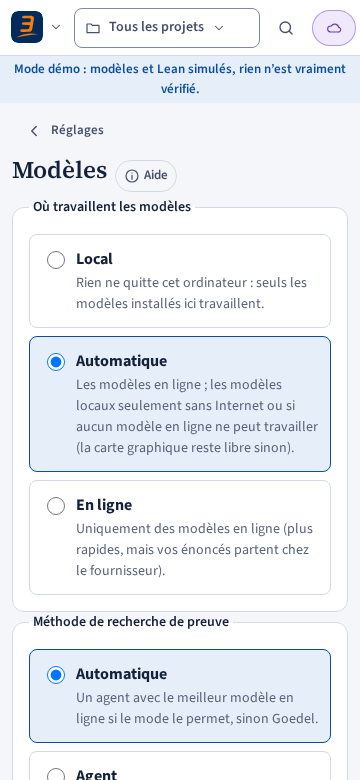 Tous les projets
Mode démo : modèles et Lean simulés, rien n’est vraiment
vérifié.
Réglages
Modèles
Aide
Où travaillent les modèles
Local
Rien ne quitte cet ordinateur : seuls les
modèles installés ici travaillent.
Automatique
Les modèles en ligne ; les modèles
locaux seulement sans Internet ou si
aucun modèle en ligne ne peut travailler
(la carte graphique reste libre sinon).
En ligne
Uniquement des modèles en ligne (plus
rapides, mais vos énoncés partent chez
le fournisseur).
Méthode de recherche de preuve
Automatique
Un agent avec le meilleur modèle en
ligne si le mode le permet, sinon Goedel.
Agent